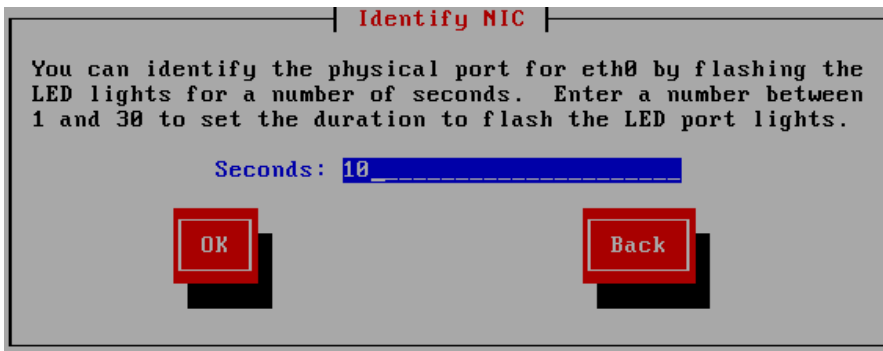 Identify NIC
You can identify the physical port for eth0 by flashing the
LED lights for a number of seconds.  Enter a number between
1 and 30 to set the duration to flash the LED port lights.
Seconds: 10_____________________
OK Back